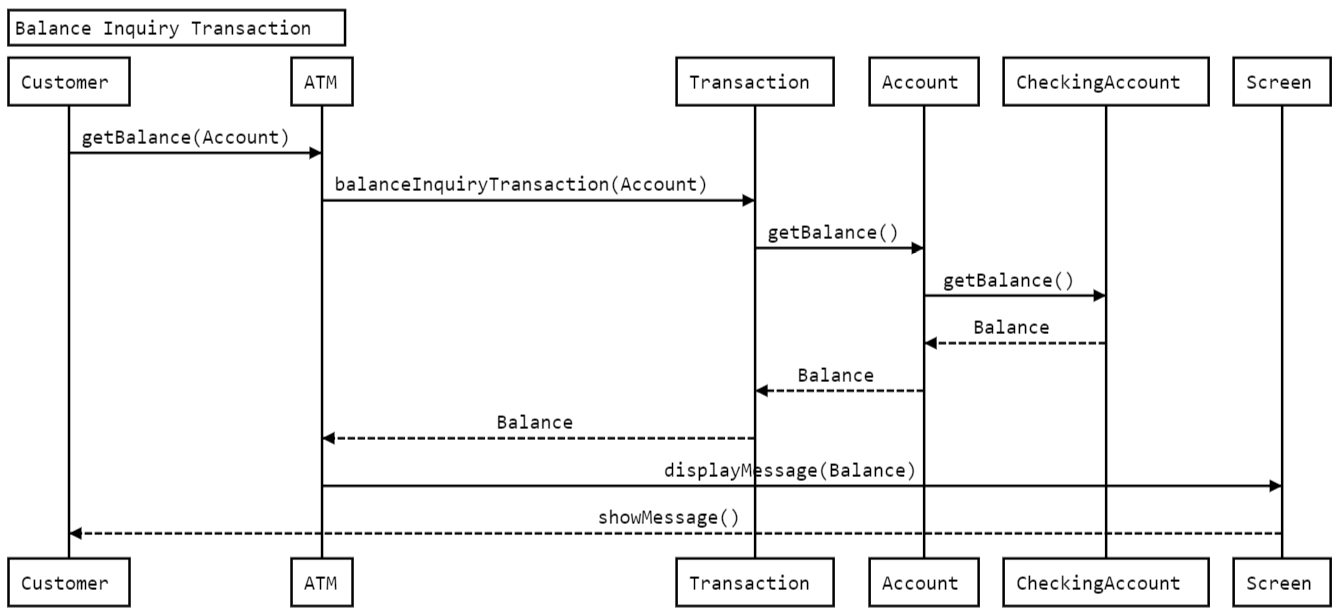 Balance Inquiry Transaction
Customer ATM Transaction Account CheckingAccount Screen
getBalance(Account)
balanceInquiryTransaction(Account)
getBalance()
getBalance()
Balance
Balance
Balance
displayMessage(Balance)
showMessage()
Customer ATM Transaction Account CheckingAccount Screen